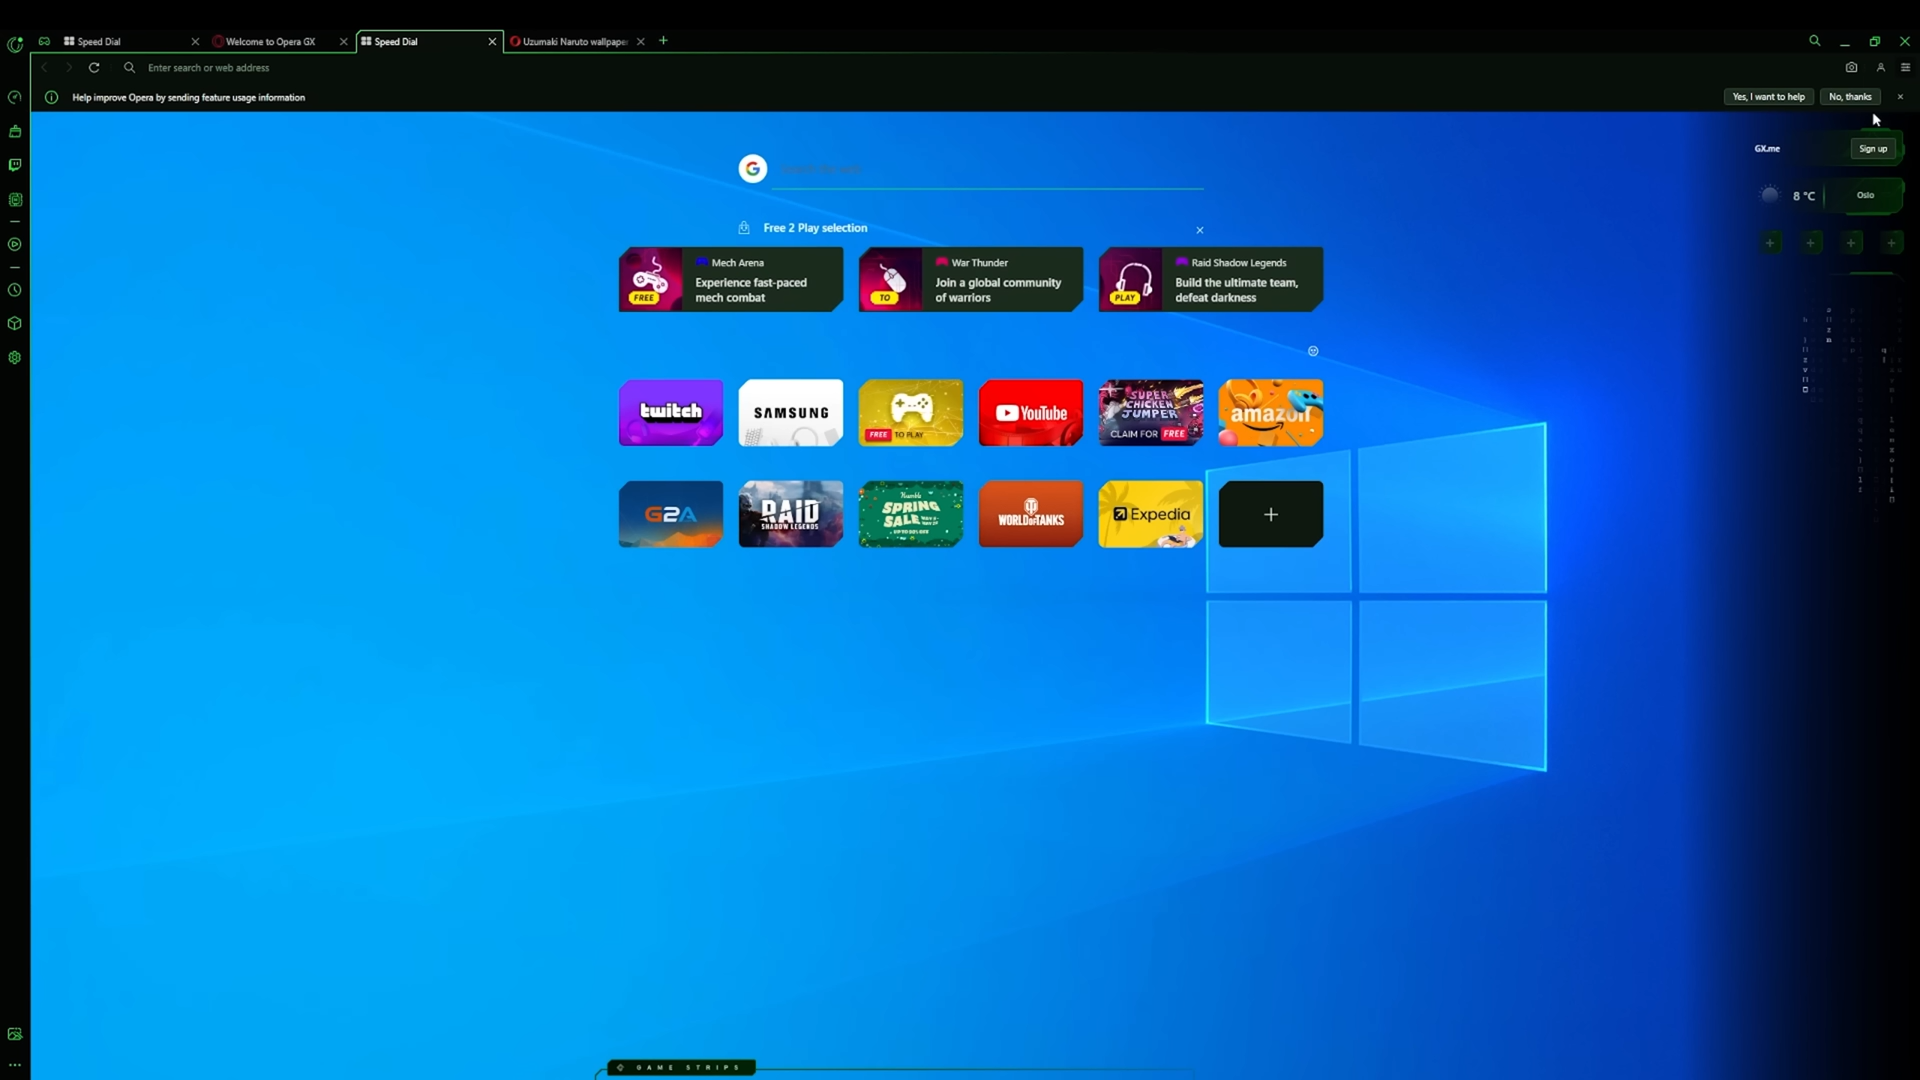 Speed Dial
Welcome to Opera GX
Speed Dial
Uzumaki Naruto wallpaper
Enter search or web address
Help improve Opera by sending feature usage information
Yes, I want to help
No, thanks
GX.me
Sign up
8 °C
Oslo
Free 2 Play selection
FREE
Mech Arena
Experience fast-paced
mech combat
TO
War Thunder
Join a global community
of warriors
PLAY
Raid Shadow Legends
Build the ultimate team,
defeat darkness
twitch
SAMSUNG
FREE TO PLAY
YouTube
SUPER
CHICKEN
JUMPER
CLAIM FOR FREE
amazon
G2A
RAID
SHADOW LEGENDS
Humble
SPRING
SALE
WORLD OF TANKS
Expedia
GAME STRIPS